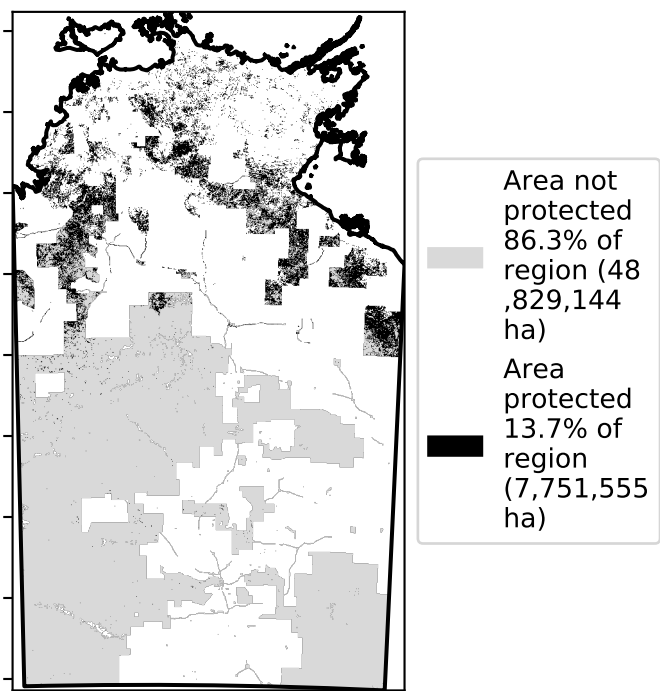 Area not
protected
86.3% of
region (48
,829,144
ha)
Area
protected
13.7% of
region
(7,751,555
ha)